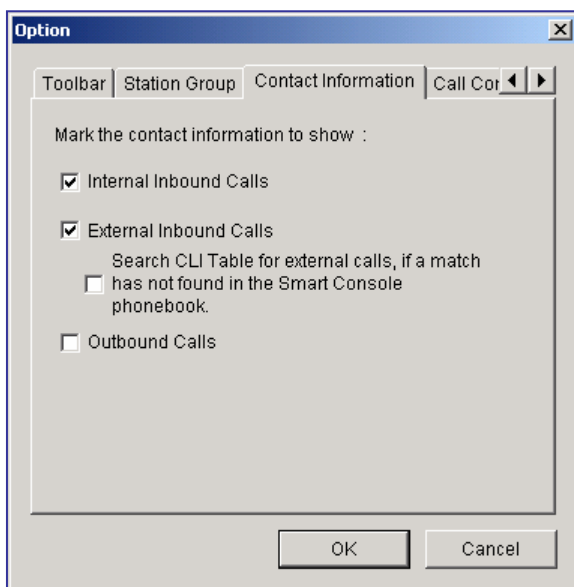 Option
Toolbar Station Group Contact Information Call Cor
Mark the contact information to show :
Internal Inbound Calls
External Inbound Calls
Search CLI Table for external calls, if a match
has not found in the Smart Console
phonebook.
Outbound Calls
OK Cancel